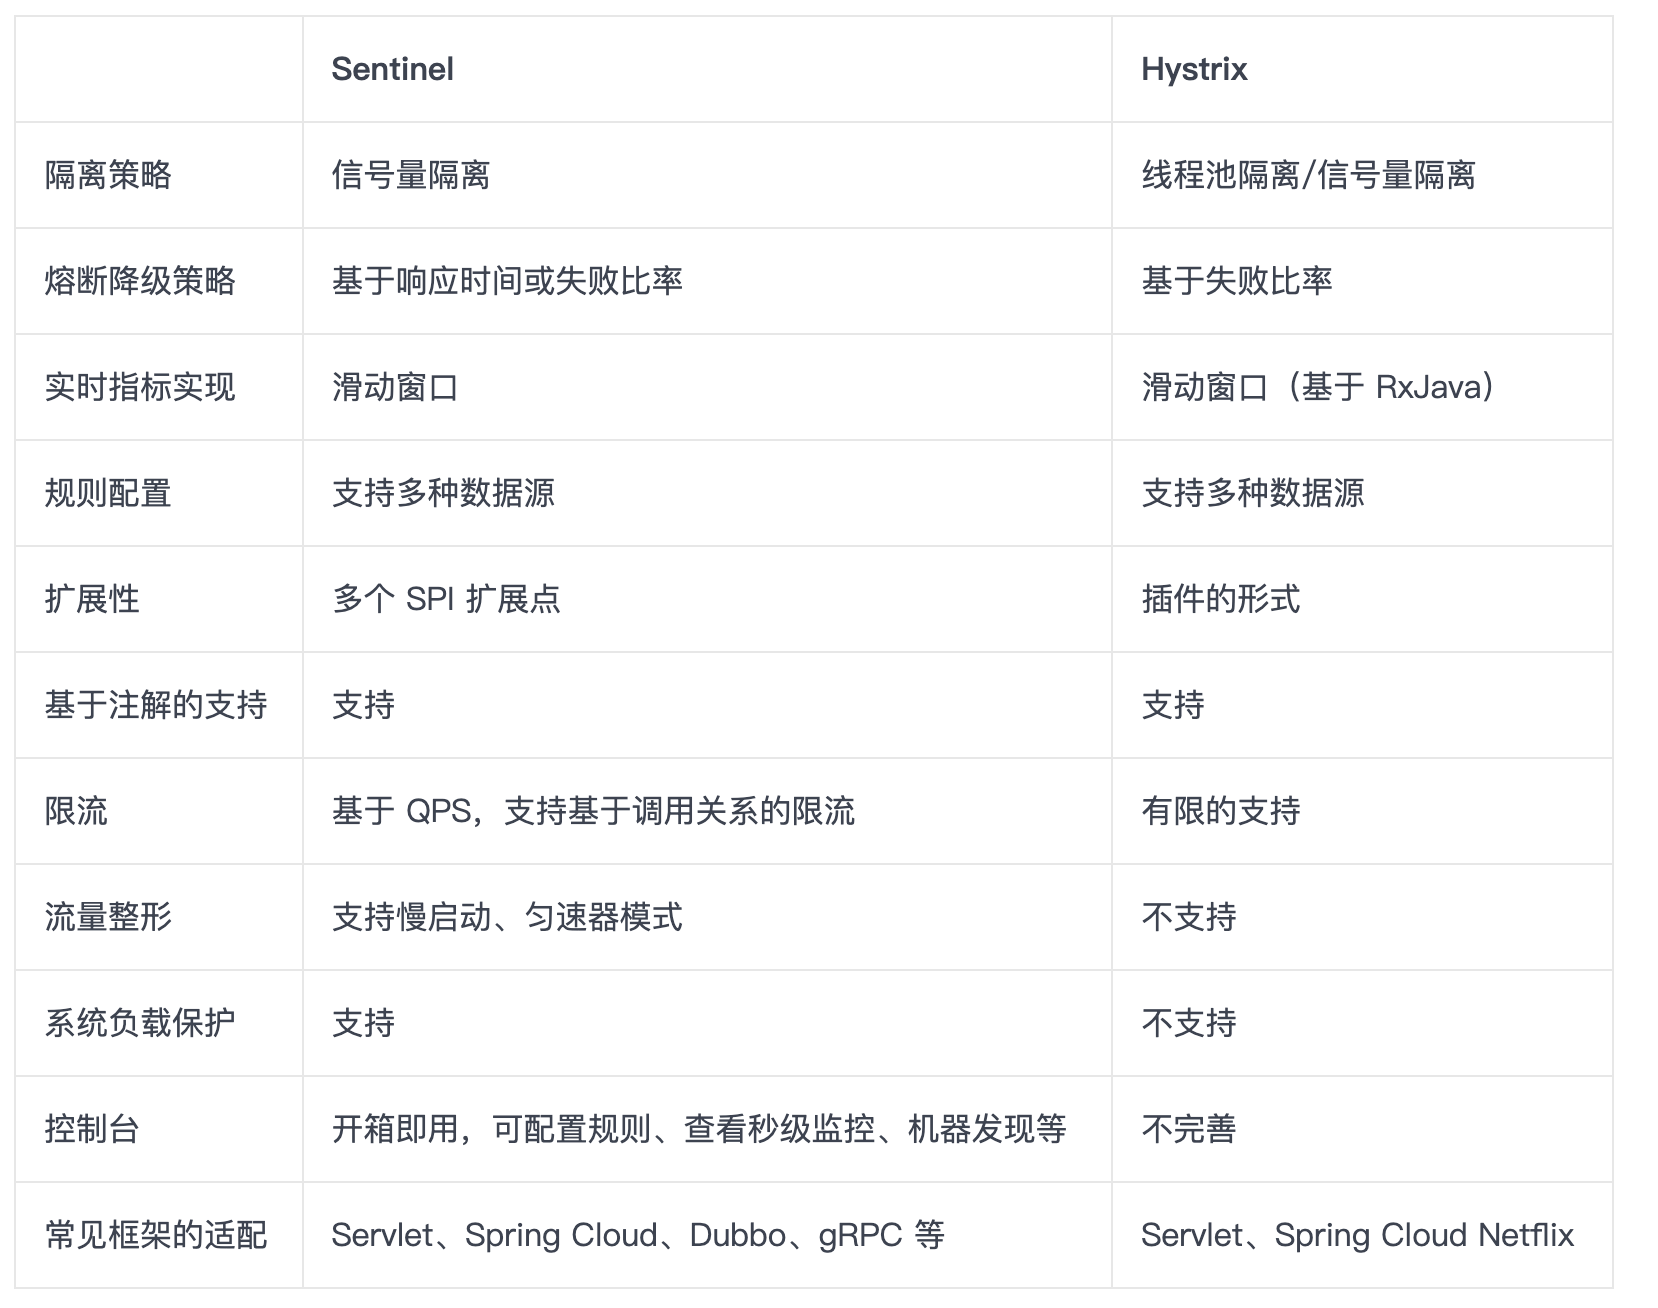 Sentinel Hystrix
隔离策略 信号量隔离 线程池隔离/信号量隔离
熔断降级策略 基于响应时间或失败比率 基于失败比率
实时指标实现 滑动窗口 滑动窗口（基于 RxJava）
规则配置 支持多种数据源 支持多种数据源
扩展性 多个 SPI 扩展点 插件的形式
基于注解的支持 支持 支持
限流 基于 QPS，支持基于调用关系的限流 有限的支持
流量整形 支持慢启动、匀速器模式 不支持
系统负载保护 支持 不支持
控制台 开箱即用，可配置规则、查看秒级监控、机器发现等 不完善
常见框架的适配 Servlet、Spring Cloud、Dubbo、gRPC 等 Servlet、Spring Cloud Netflix